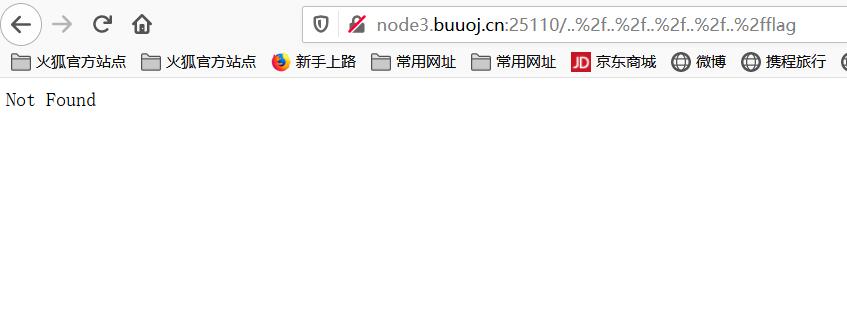 node3.buuoj.cn:25110/..%2f..%2f..%2f..%2f..%2fflag
火狐官方站点 火狐官方站点 新手上路 常用网址 常用网址 JD 京东商城 微博 携程旅行
Not Found